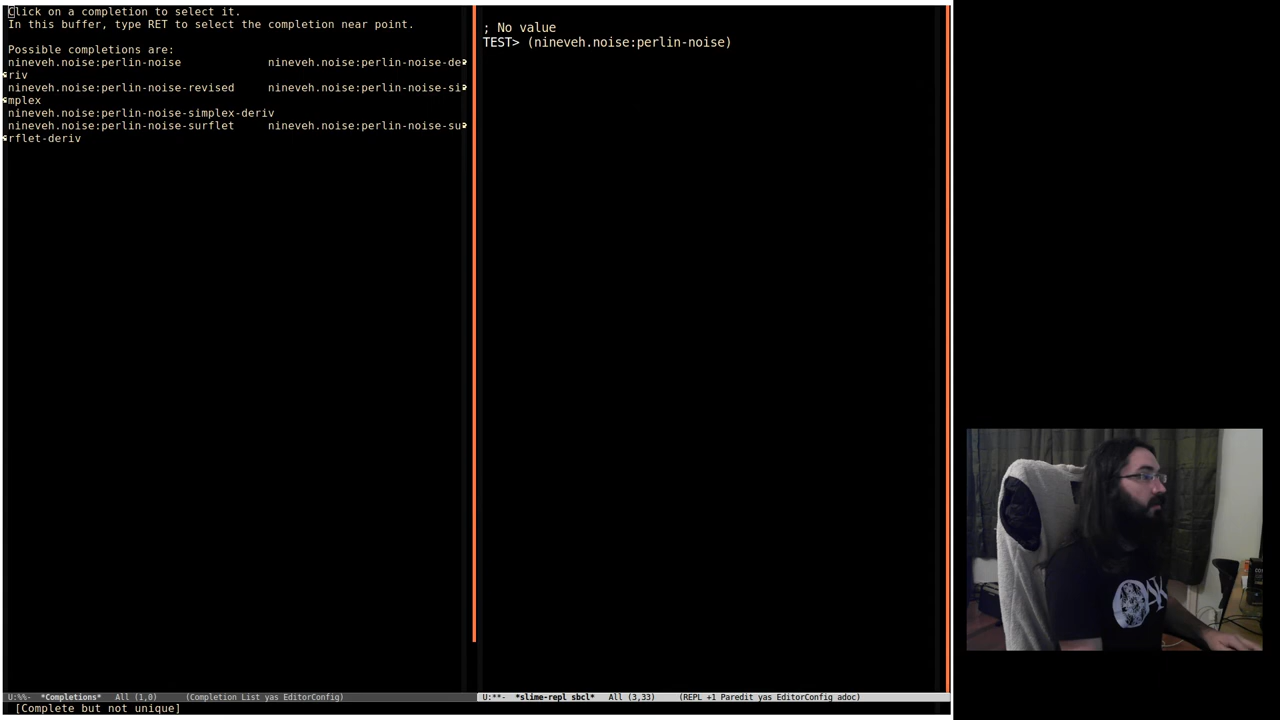 Click on a completion to select it.
In this buffer, type RET to select the completion near point.
Possible completions are:
nineveh.noise:perlin-noise nineveh.noise:perlin-noise-de
riv
nineveh.noise:perlin-noise-revised nineveh.noise:perlin-noise-si
mplex
nineveh.noise:perlin-noise-simplex-deriv
nineveh.noise:perlin-noise-surflet nineveh.noise:perlin-noise-su
rflet-deriv
U:%%- *Completions* All (1,0) (Completion List yas EditorConfig)
[Complete but not unique]
; No value
TEST> (nineveh.noise:perlin-noise)
U:**- *slime-repl sbcl* All (3,33) (REPL +1 Paredit yas EditorConfig adoc)